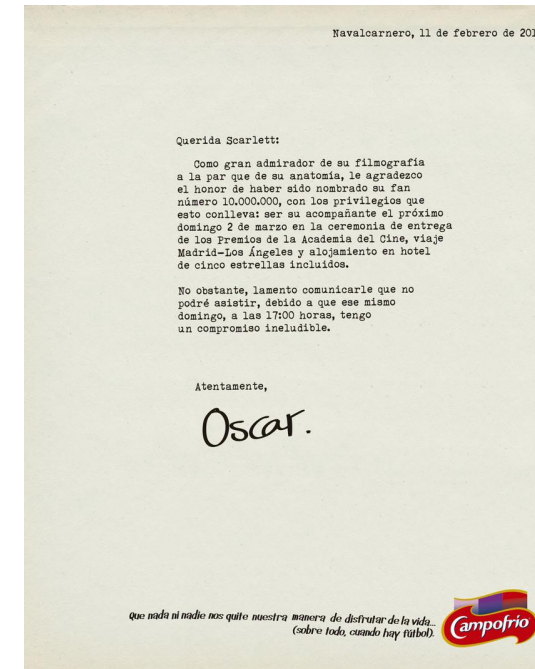 Navalcarnero, 11 de febrero de 201
Querida Scarlett:
Como gran admirador de su filmografía
a la par que de su anatomía, le agradezco
el honor de haber sido nombrado su fan
número 10.000.000, con los privilegios que
esto conlleva: ser su acompañante el próximo
domingo 2 de marzo en la ceremonia de entrega
de los Premios de la Academia del Cine, viaje
Madrid-Los Ángeles y alojamiento en hotel
de cinco estrellas incluidos.
No obstante, lamento comunicarle que no
podré asistir, debido a que ese mismo
domingo, a las 17:00 horas, tengo
un compromiso ineludible.
Atentamente,
Oscar.
Que nada ni nadie nos quite nuestra manera de disfrutar de la vida...
(sobre todo, cuando hay fútbol).
Campofrío